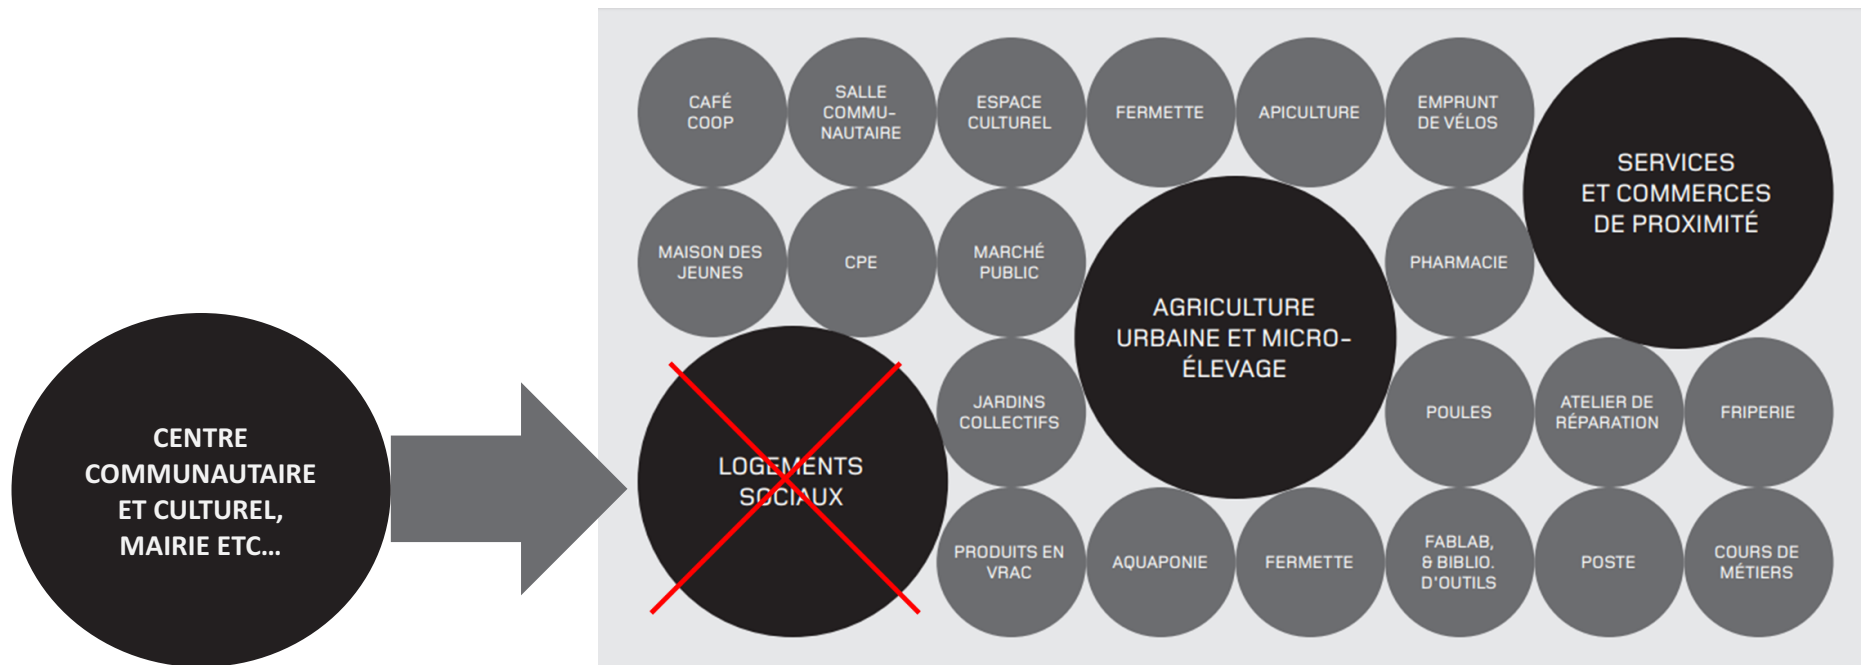 CENTRE
COMMUNAUTAIRE
ET CULTUREL,
MAIRIE ETC...
CAFÉ
COOP
SALLE
COMMU-
NAUTAIRE
ESPACE
CULTUREL
FERMETTE
APICULTURE
EMPRUNT
DE VÉLOS
SERVICES
ET COMMERCES
DE PROXIMITÉ
MAISON DES
JEUNES
CPE
MARCHÉ
PUBLIC
AGRICULTURE
URBAINE ET MICRO-
ÉLEVAGE
PHARMACIE
LOGEMENTS
SOCIAUX
JARDINS
COLLECTIFS
POULES
ATELIER DE
RÉPARATION
FRIPERIE
PRODUITS EN
VRAC
AQUAPONIE
FERMETTE
FABLAB,
& BIBLIO.
D'OUTILS
POSTE
COURS DE
MÉTIERS